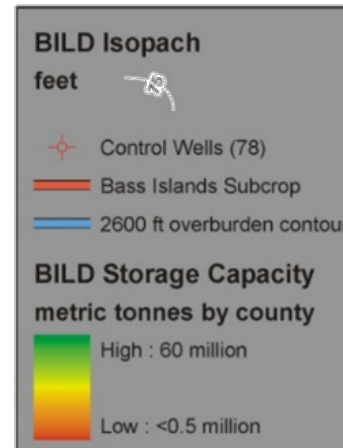 BILD Isopach
feet
Control Wells (78)
Bass Islands Subcrop
2600 ft overburden contour
BILD Storage Capacity
metric tonnes by county
High : 60 million
Low : <0.5 million